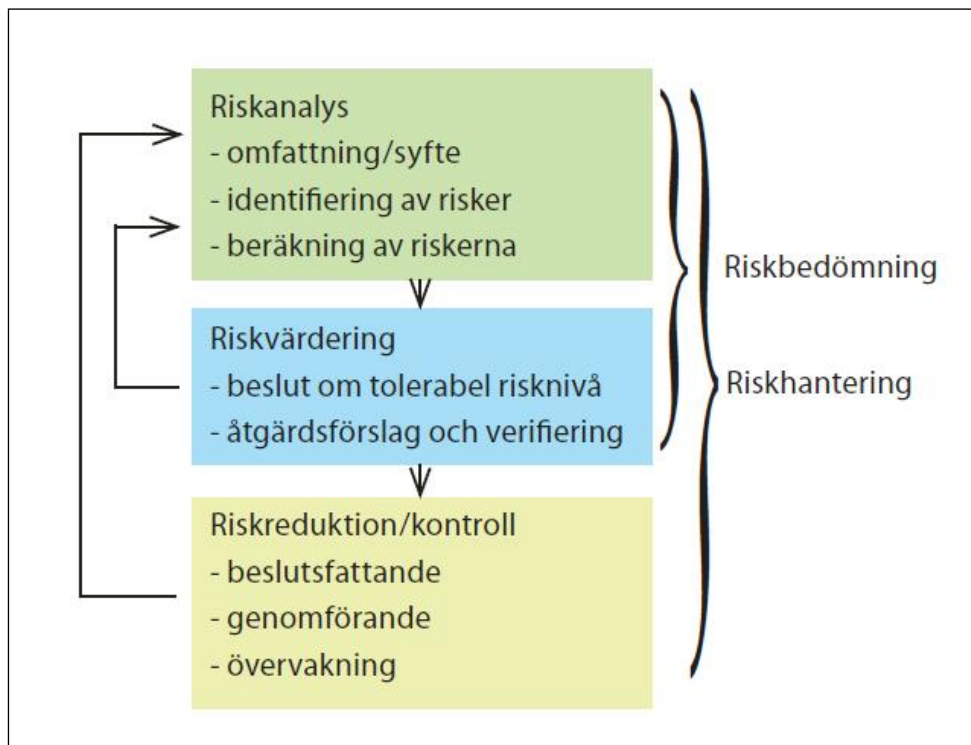 Riskanalys
- omfattning/syfte
- identifiering av risker
- beräkning av riskerna
Riskvärdering
- beslut om tolerabel risknivå
- åtgärdsförslag och verifiering
Riskreduktion/kontroll
- beslutsfattande
- genomförande
- övervakning
Riskbedömning
Riskhantering